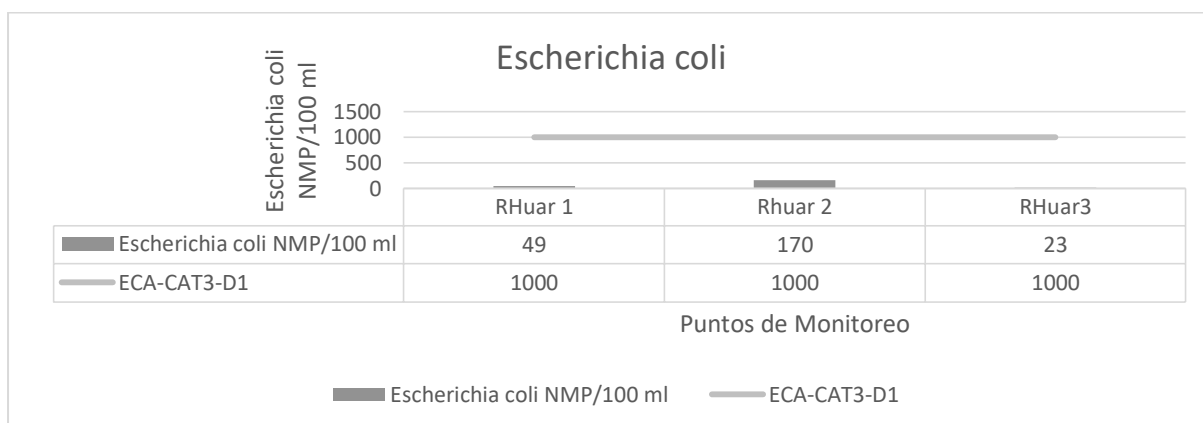 Escherichia coli
Escherichia coli
NMP/100 ml
1500
1000
500
0
RHuar 1 Rhuar 2 RHuar3
Escherichia coli NMP/100 ml 49 170 23
ECA-CAT3-D1 1000 1000 1000
Puntos de Monitoreo
Escherichia coli NMP/100 ml ECA-CAT3-D1